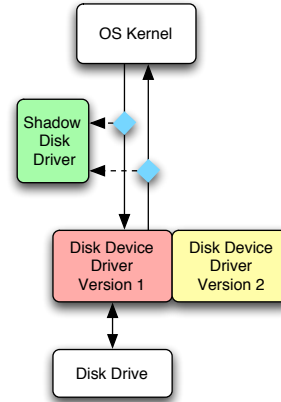 OS Kernel
Shadow
Disk
Driver
Disk Device
Driver
Version 1
Disk Device
Driver
Version 2
Disk Drive